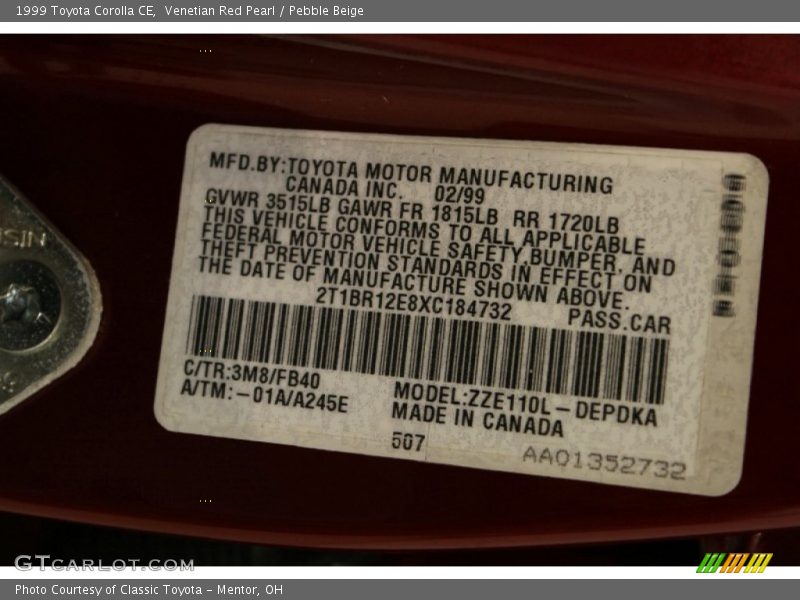 1999 Toyota Corolla CE, Venetian Red Pearl / Pebble Beige
MFD.BY:TOYOTA MOTOR MANUFACTURING
CANADA INC. 02/99
GVWR 3515LB GAWR FR 1815LB RR 1720LB
THIS VEHICLE CONFORMS TO ALL APPLICABLE
FEDERAL MOTOR VEHICLE SAFETY,BUMPER, AND
THEFT PREVENTION STANDARDS IN EFFECT ON
THE DATE OF MANUFACTURE SHOWN ABOVE.
2T1BR12E8XC184732 PASS.CAR
C/TR:3M8/FB40
A/TM:-01A/A245E
MODEL:ZZE110L-DEPDKA
MADE IN CANADA
507
AA01352732
GTCARLOT.COM
Photo Courtesy of Classic Toyota - Mentor, OH